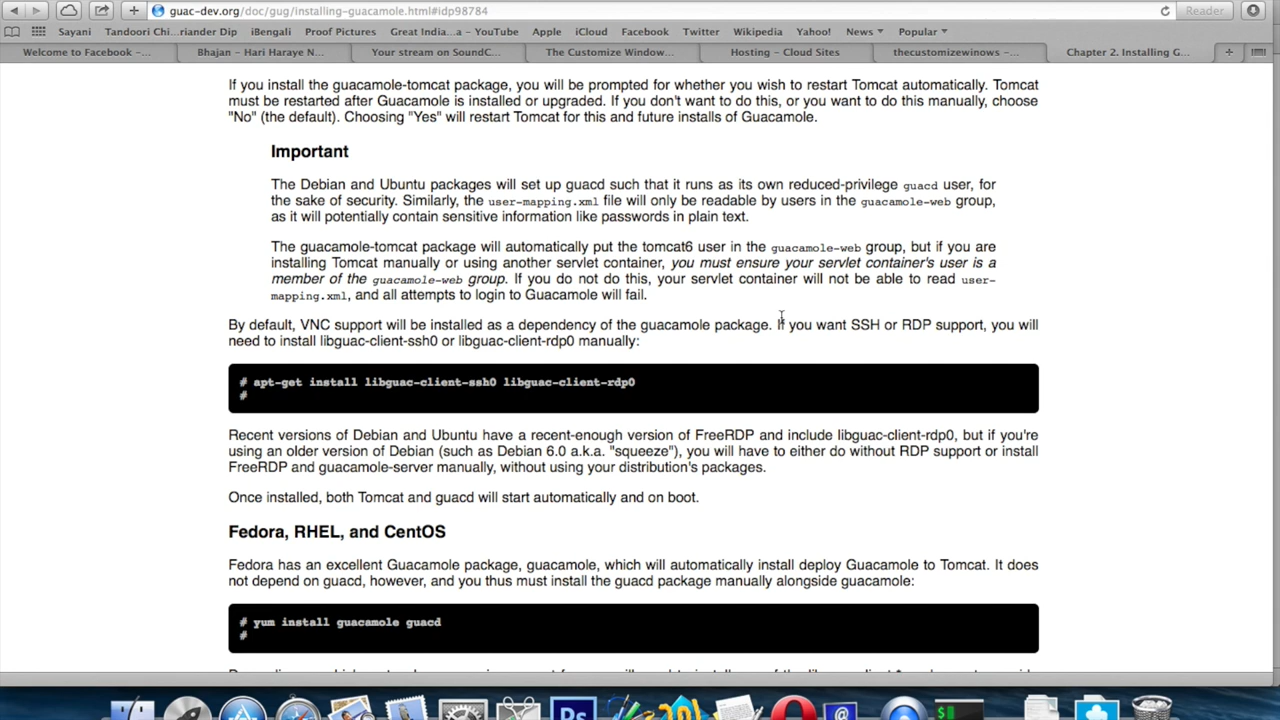 guac-dev.org/doc/gug/installing-guacamole.html#idp98784
Reader
Sayani Tandoori Chi...riander Dip iBengali Proof Pictures Great India,...a – YouTube Apple iCloud Facebook Twitter Wikipedia Yahoo! News Popular
Welcome to Facebook -... Bhajan – Hari Haraye N... Your stream on SoundC... The Customize Window... Hosting – Cloud Sites thecustomizewinows –... Chapter 2. Installing G...
If you install the guacamole-tomcat package, you will be prompted for whether you wish to restart Tomcat automatically. Tomcat
must be restarted after Guacamole is installed or upgraded. If you don't want to do this, or you want to do this manually, choose
"No" (the default). Choosing "Yes" will restart Tomcat for this and future installs of Guacamole.
Important
The Debian and Ubuntu packages will set up guacd such that it runs as its own reduced-privilege guacd user, for
the sake of security. Similarly, the user-mapping.xml file will only be readable by users in the guacamole-web group,
as it will potentially contain sensitive information like passwords in plain text.
The guacamole-tomcat package will automatically put the tomcat6 user in the guacamole-web group, but if you are
installing Tomcat manually or using another servlet container, you must ensure your servlet container's user is a
member of the guacamole-web group. If you do not do this, your servlet container will not be able to read user-
mapping.xml, and all attempts to login to Guacamole will fail.
By default, VNC support will be installed as a dependency of the guacamole package. If you want SSH or RDP support, you will
need to install libguac-client-ssh0 or libguac-client-rdp0 manually:
# apt-get install libguac-client-ssh0 libguac-client-rdp0
#
Recent versions of Debian and Ubuntu have a recent-enough version of FreeRDP and include libguac-client-rdp0, but if you're
using an older version of Debian (such as Debian 6.0 a.k.a. "squeeze"), you will have to either do without RDP support or install
FreeRDP and guacamole-server manually, without using your distribution's packages.
Once installed, both Tomcat and guacd will start automatically and on boot.
Fedora, RHEL, and CentOS
Fedora has an excellent Guacamole package, guacamole, which will automatically install deploy Guacamole to Tomcat. It does
not depend on guacd, however, and you thus must install the guacd package manually alongside guacamole:
# yum install guacamole guacd
#
Ps